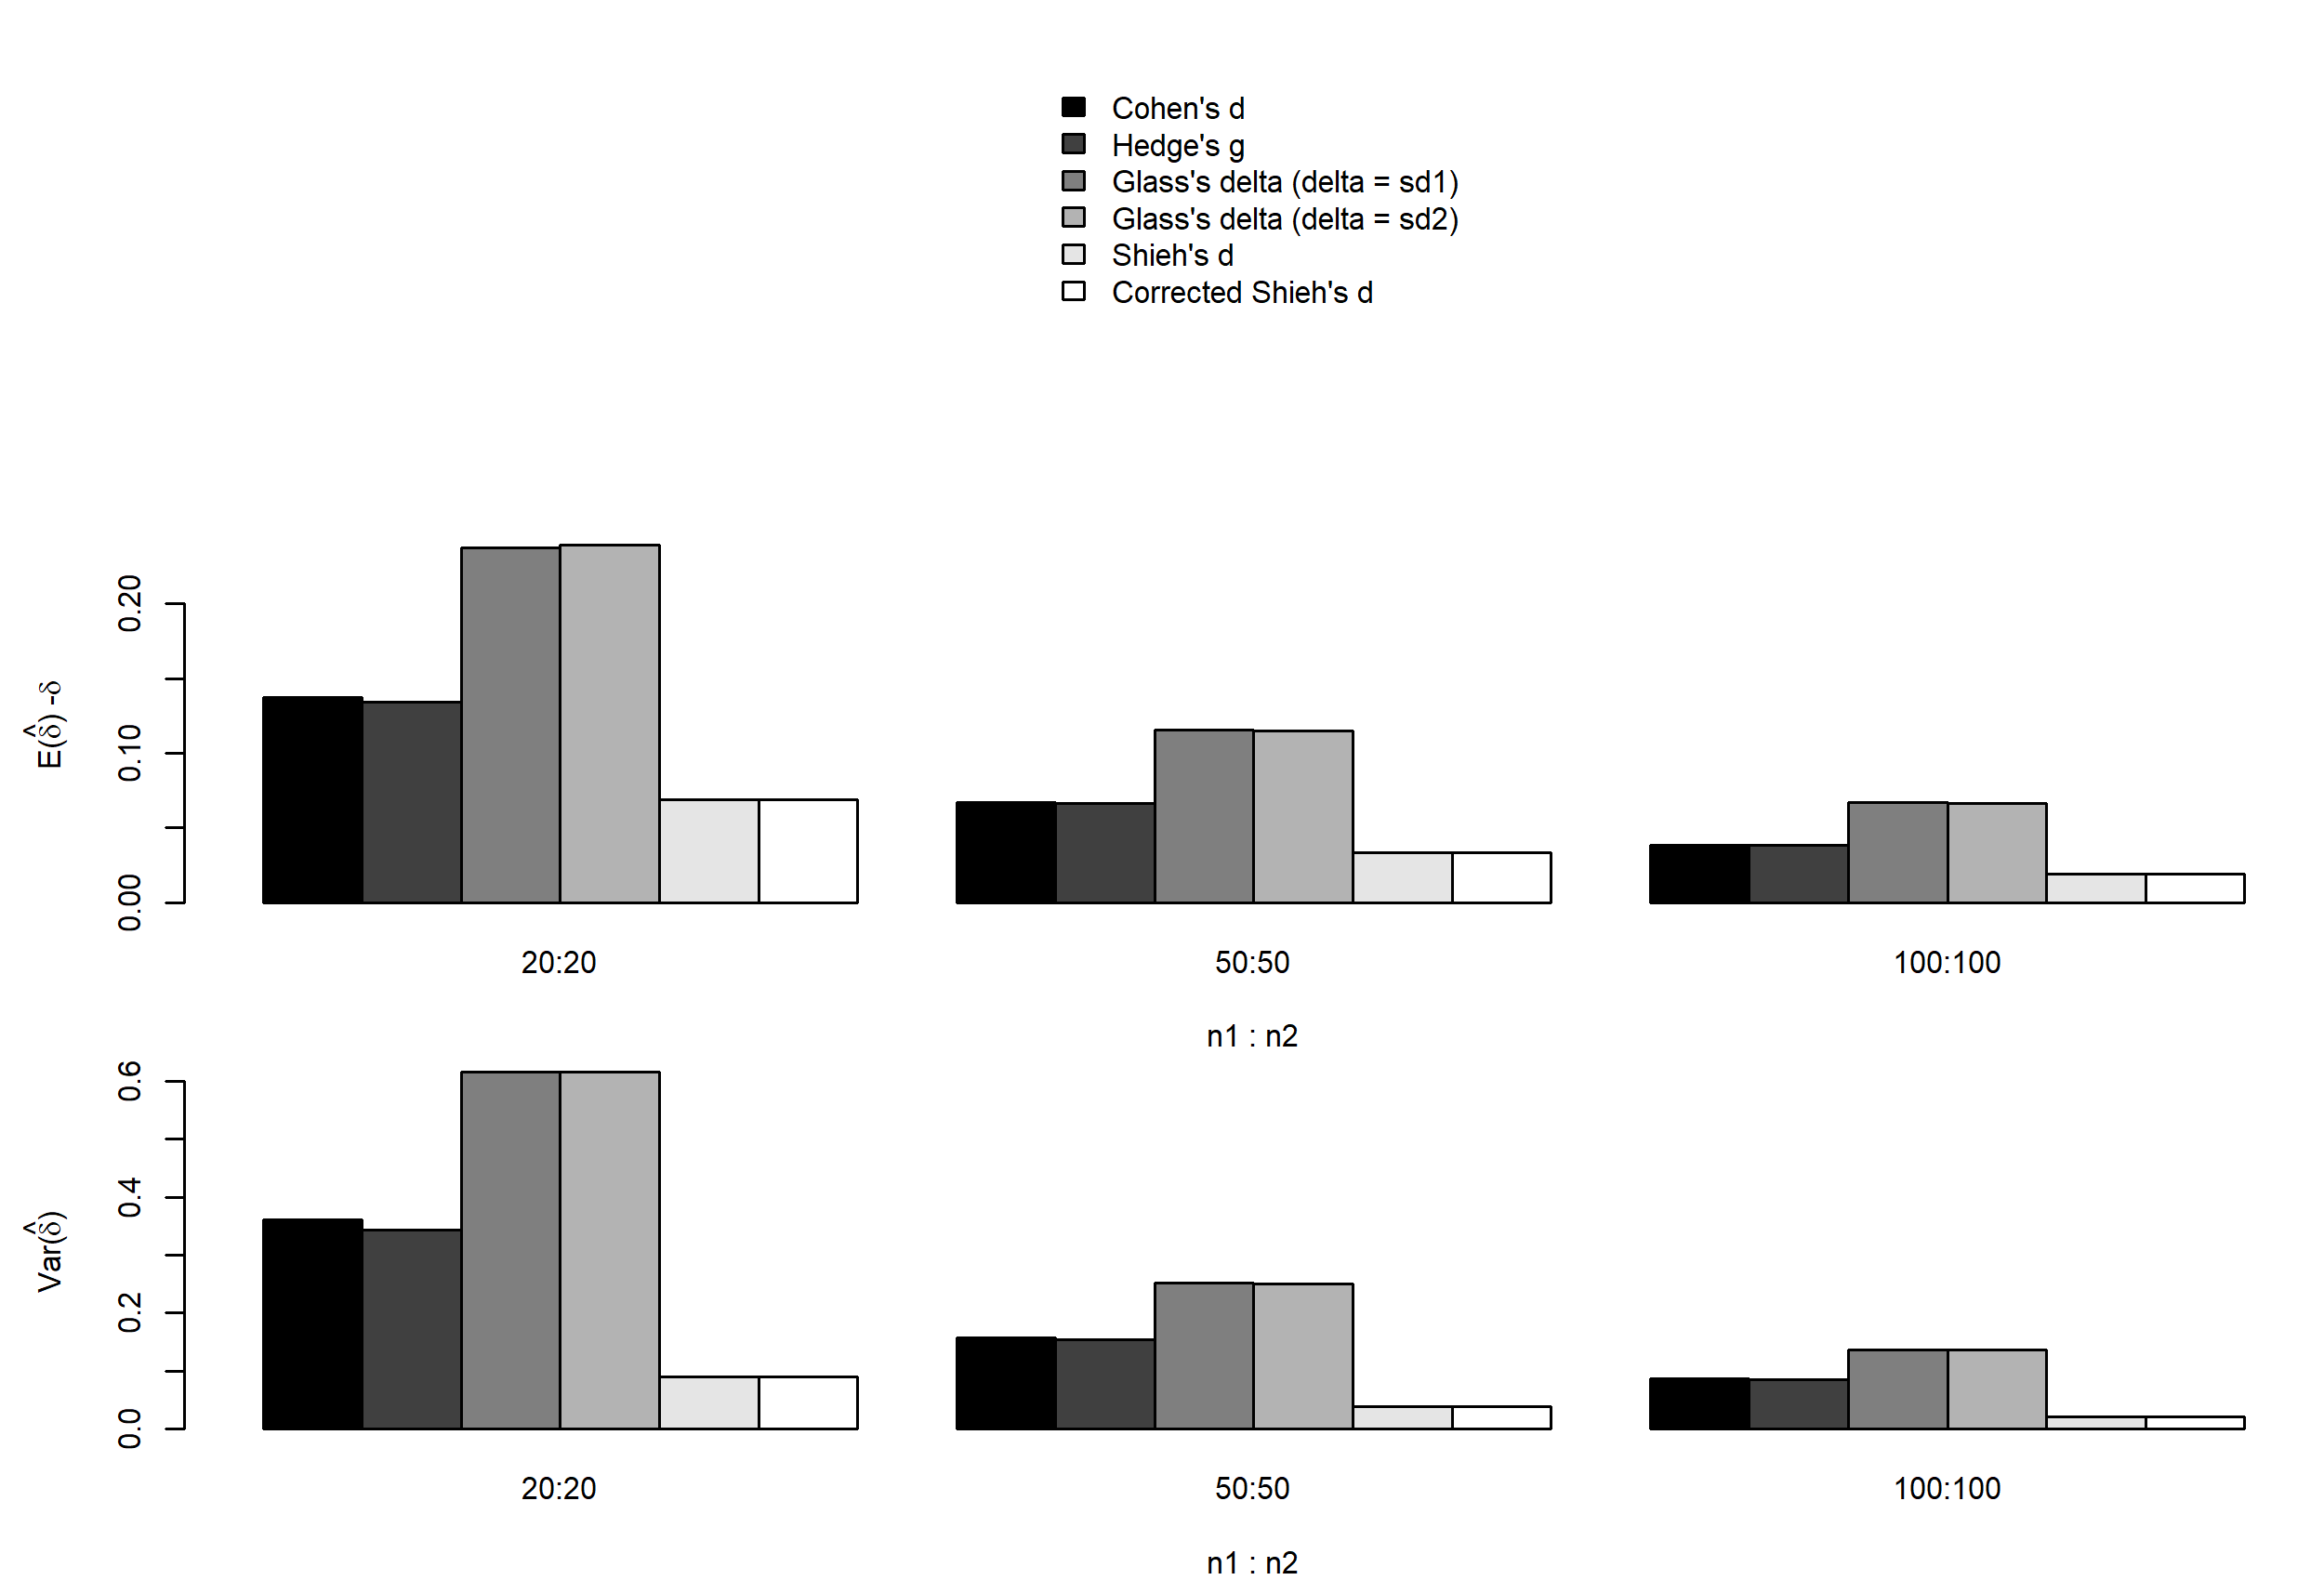 Cohen's d
Hedge's g
Glass's delta (delta = sd1)
Glass's delta (delta = sd2)
Shieh's d
Corrected Shieh's d
E(δ̂) -δ
0.20
0.10
0.00
20:20
50:50
100:100
n1 : n2
Var(δ̂)
0.6
0.4
0.2
0.0
20:20
50:50
100:100
n1 : n2